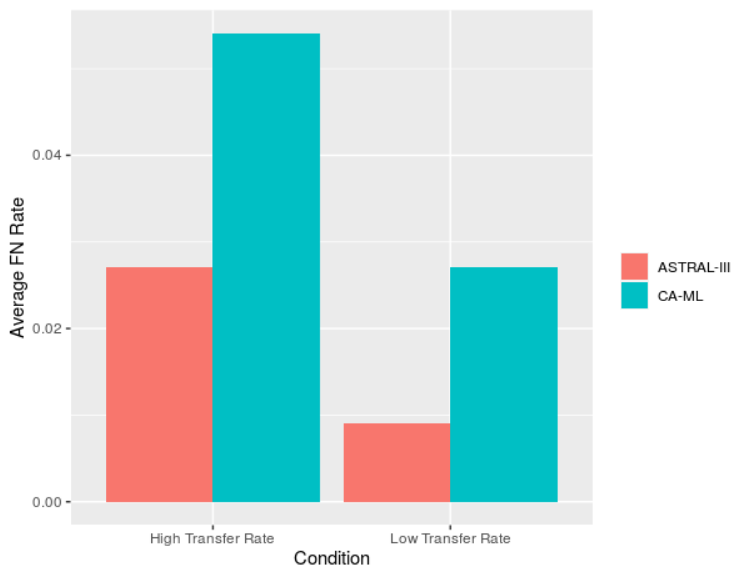 Average FN Rate
0.04
0.02
0.00
High Transfer Rate
Low Transfer Rate
Condition
ASTRAL-III
CA-ML